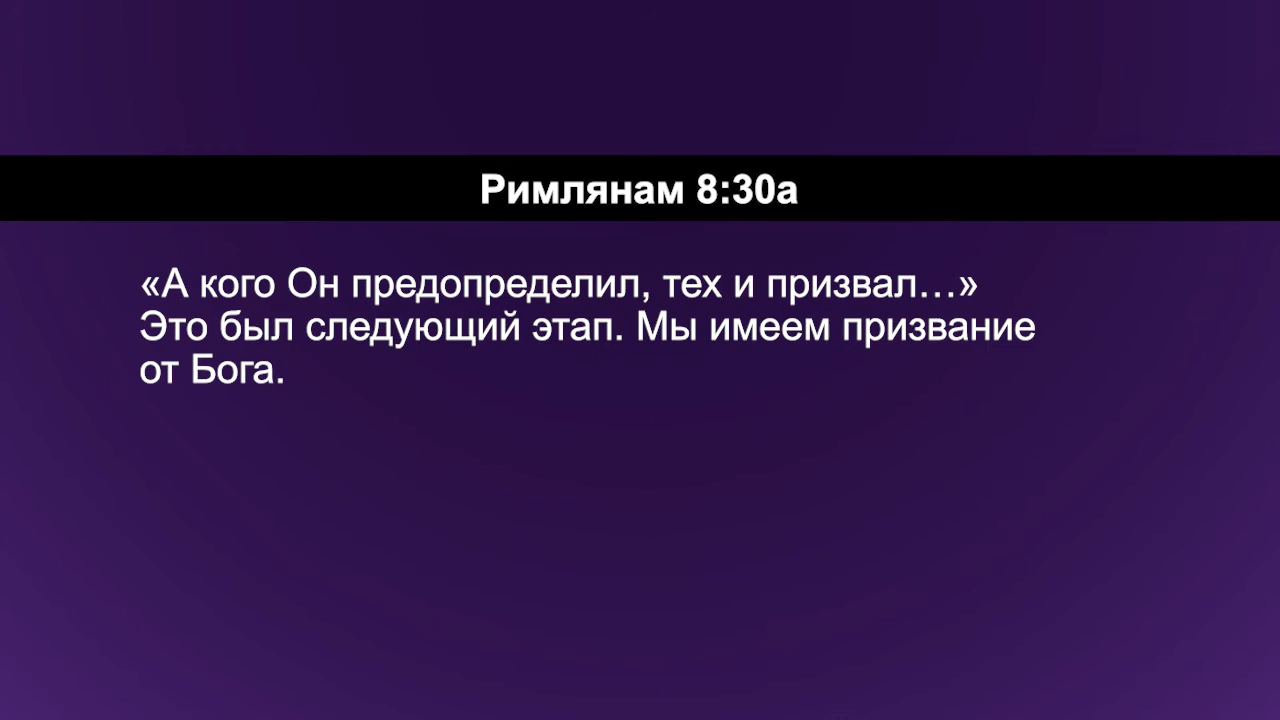 Римлянам 8:30а
«А кого Он предопределил, тех и призвал…»
Это был следующий этап. Мы имеем призвание
от Бога.